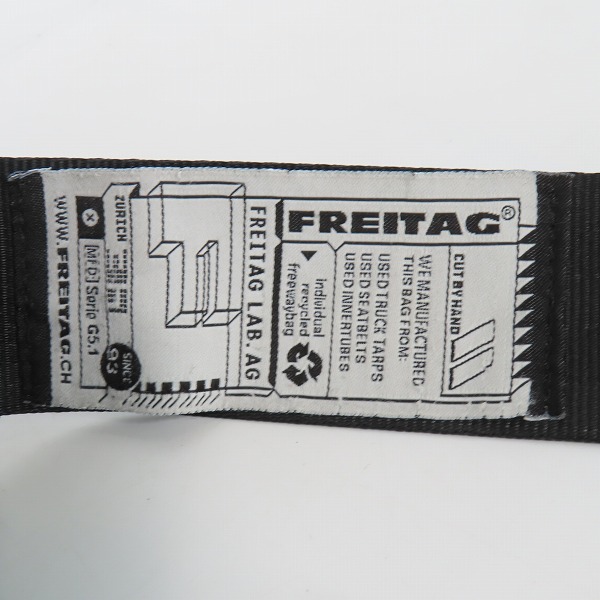 FREITAG®
CUT BY HAND
WE MANUFACTURED
THIS BAG FROM:
USED TRUCK TARPS
USED SEATBELTS
USED INNERTUBES
individual
recycled
freewaybag
FREITAG LAB. AG
ZURICH
SINCE
93
Serie G5.1
WWW.FREITAG.CH